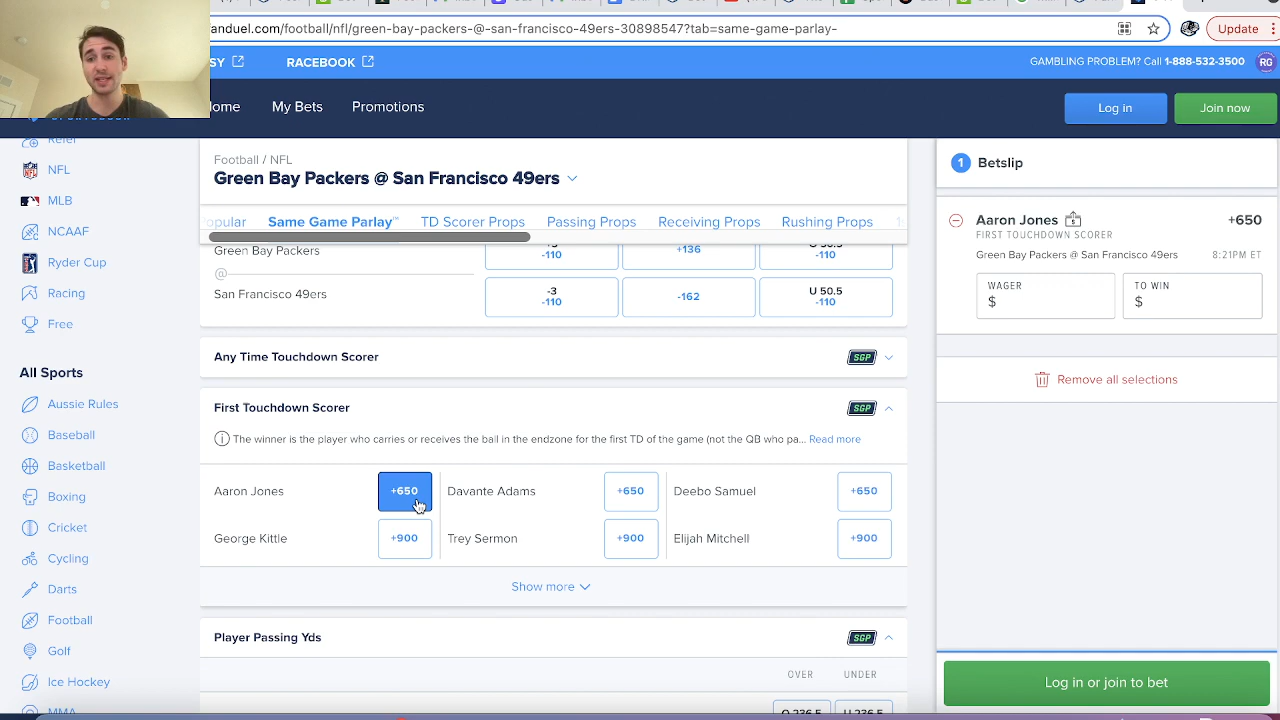 anduel.com/football/nfl/green-bay-packers-@-san-francisco-49ers-30898547?tab=same-game-parlay-
Update
SY
RACEBOOK
GAMBLING PROBLEM? Call 1-888-532-3500
RG
ome
My Bets
Promotions
Log in
Join now
Refer
NFL
MLB
NCAAF
Ryder Cup
Racing
Free
All Sports
Aussie Rules
Baseball
Basketball
Boxing
Cricket
Cycling
Darts
Football
Golf
Ice Hockey
MMA
Football / NFL
Green Bay Packers @ San Francisco 49ers
opular
Same Game Parlay™
TD Scorer Props
Passing Props
Receiving Props
Rushing Props
Green Bay Packers
-110
+136
-110
@
San Francisco 49ers
-3
-110
-162
U 50.5
-110
Any Time Touchdown Scorer
SGP
First Touchdown Scorer
SGP
The winner is the player who carries or receives the ball in the endzone for the first TD of the game (not the QB who pa... Read more
Aaron Jones +650 Davante Adams +650 Deebo Samuel +650
George Kittle +900 Trey Sermon +900 Elijah Mitchell +900
Show more
Player Passing Yds
SGP
OVER UNDER
O 236.5 U 236.5
1 Betslip
Aaron Jones +650
FIRST TOUCHDOWN SCORER
Green Bay Packers @ San Francisco 49ers 8:21PM ET
WAGER
$
TO WIN
$
Remove all selections
Log in or join to bet